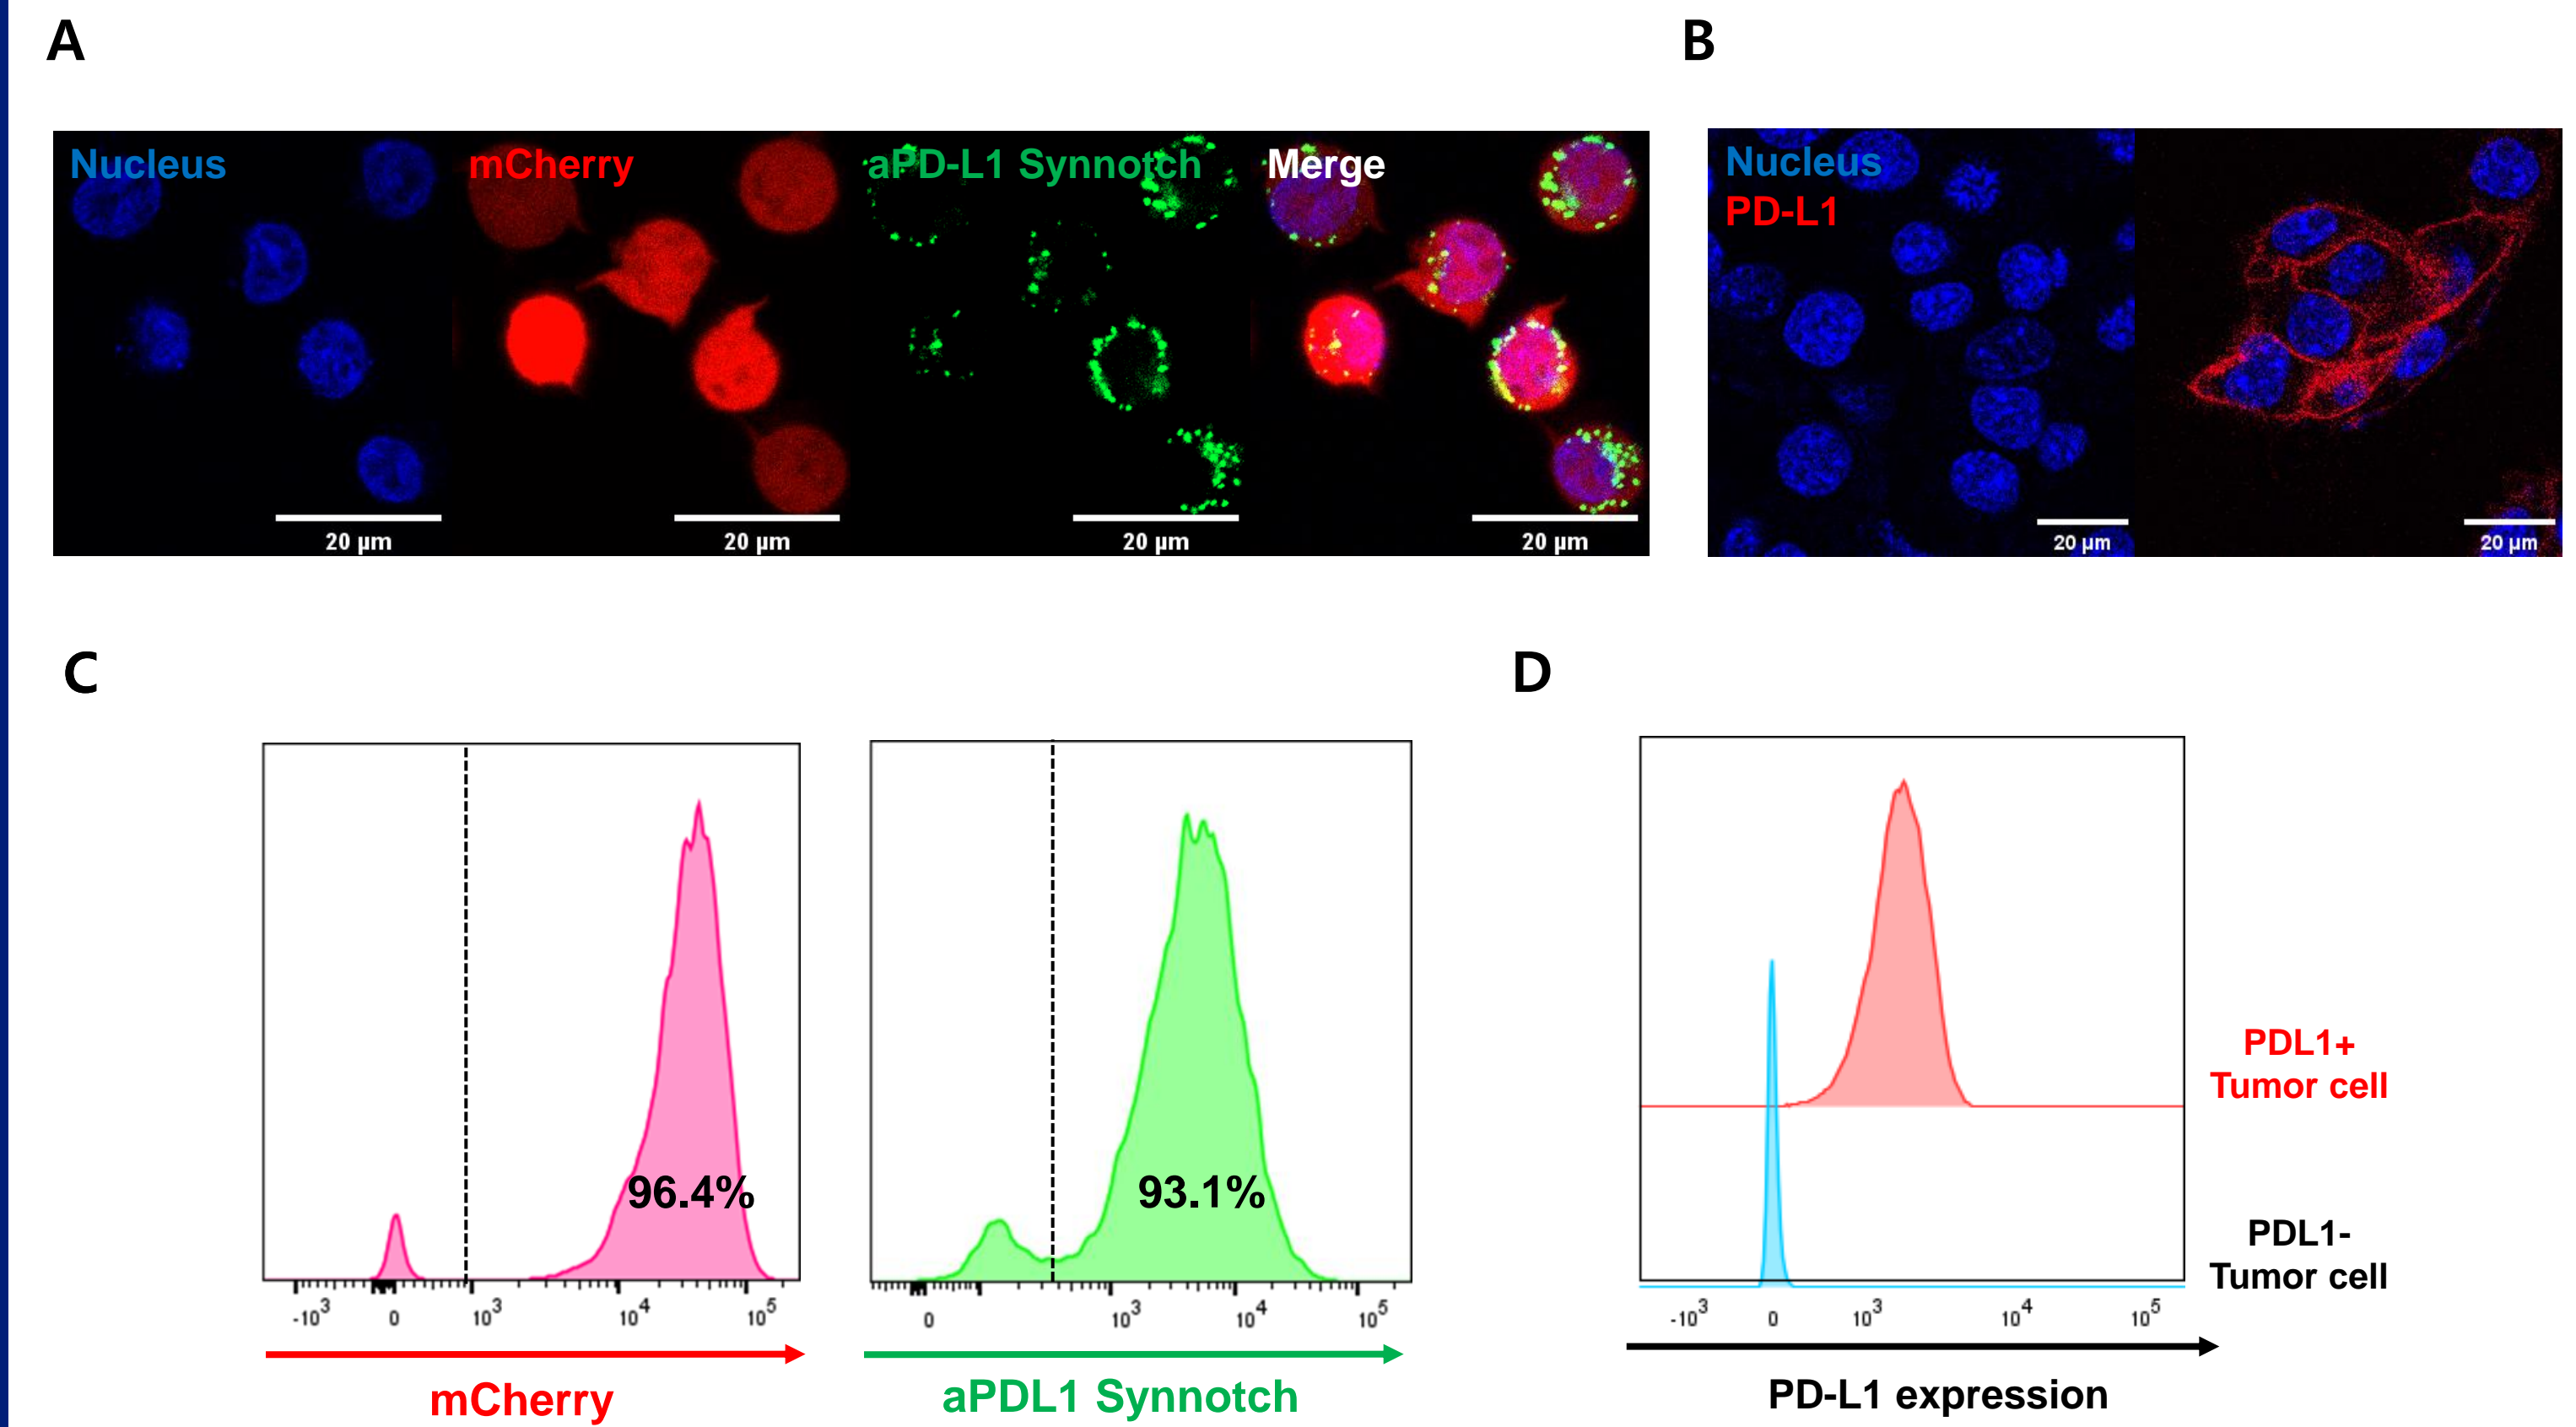 A
B
Nucleus
mCherry
aPD-L1 Synnotch
Merge
20 µm
20 µm
20 µm
20 µm
Nucleus
PD-L1
20 µm
20 µm
C
D
96.4%
-10³ 0 10³ 10⁴ 10⁵
mCherry
93.1%
0 10³ 10⁴ 10⁵
aPDL1 Synnotch
PDL1+
Tumor cell
PDL1-
Tumor cell
-10³ 0 10³ 10⁴ 10⁵
PD-L1 expression